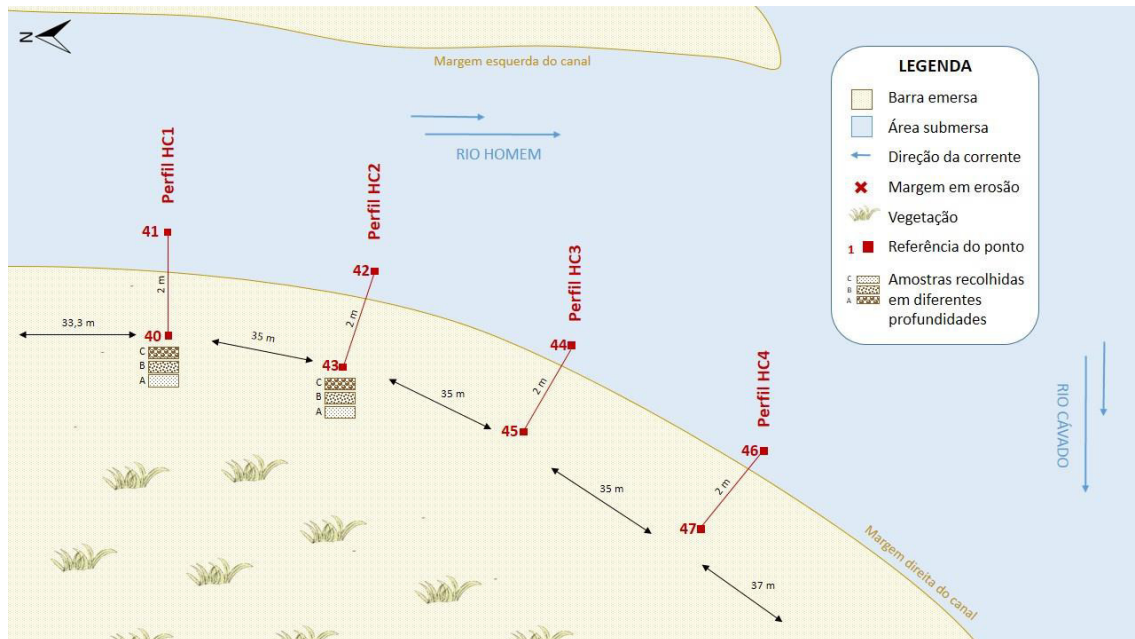 N
Margem esquerda do canal
LEGENDA
Barra emersa
Área submersa
Direção da corrente
Margem em erosão
Vegetação
1 Referência do ponto
C
B
A
Amostras recolhidas
em diferentes
profundidades
RIO HOMEM
Perfil HC1
41
2 m
40
33,3 m
C
B
A
Perfil HC2
42
2 m
43
35 m
C
B
A
Perfil HC3
44
2 m
45
35 m
Perfil HC4
46
2 m
47
35 m
37 m
RIO CÁVADO
Margem direita do canal